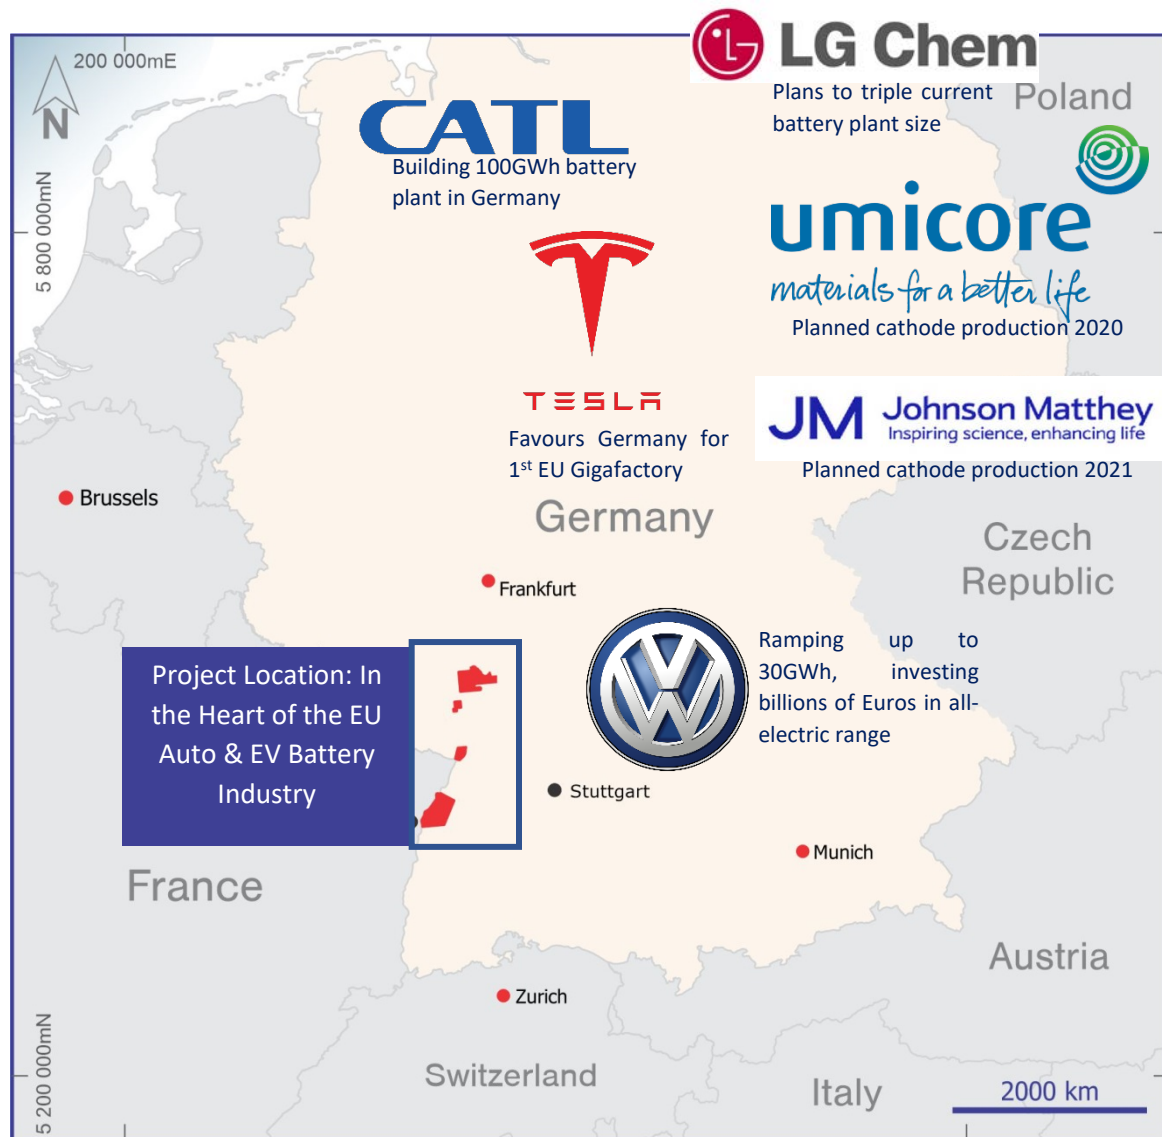 LG
LG Chem
200 000mE
N
Plans to triple current
battery plant size
Poland
CATL
Building 100GWh battery
plant in Germany
5 800 000mN
umicore
materials for a better life
Planned cathode production 2020
TESLA
Favours Germany for
1st EU Gigafactory
JM Johnson Matthey
Inspiring science, enhancing life
Planned cathode production 2021
Brussels
Germany
Czech
Republic
Frankfurt
Project Location: In
the Heart of the EU
Auto & EV Battery
Industry
VW
Ramping up to
30GWh, investing
billions of Euros in all-
electric range
Stuttgart
Munich
France
Austria
Zurich
Switzerland
Italy
2000 km
5 200 000mN